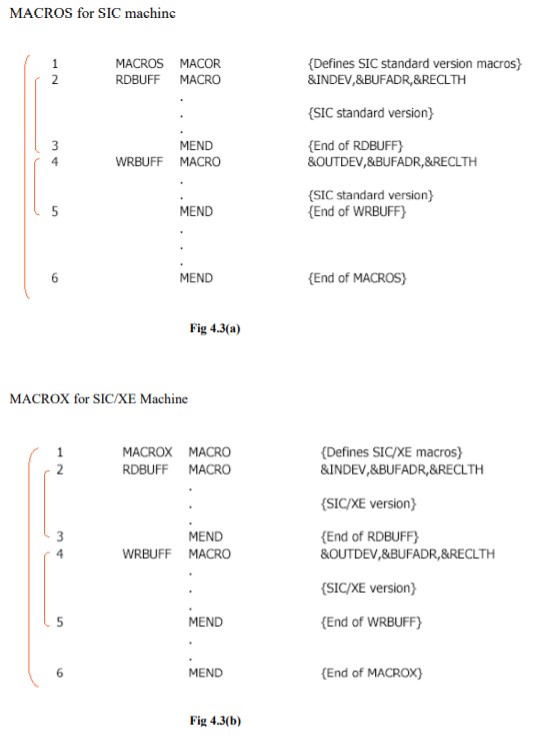 MACROS for SIC machine
1 MACROS MACOR {Defines SIC standard version macros}
2 RDBUFF MACRO &INDEV,&BUFADR,&RECLTH
.
. {SIC standard version}
.
3 MEND {End of RDBUFF}
4 WRBUFF MACRO &OUTDEV,&BUFADR,&RECLTH
.
. {SIC standard version}
5 MEND {End of WRBUFF}
.
.
.
6 MEND {End of MACROS}
Fig 4.3(a)
MACROX for SIC/XE Machine
1 MACROX MACRO {Defines SIC/XE macros}
2 RDBUFF MACRO &INDEV,&BUFADR,&RECLTH
.
. {SIC/XE version}
.
3 MEND {End of RDBUFF}
4 WRBUFF MACRO &OUTDEV,&BUFADR,&RECLTH
.
. {SIC/XE version}
.
5 MEND {End of WRBUFF}
.
.
6 MEND {End of MACROX}
Fig 4.3(b)